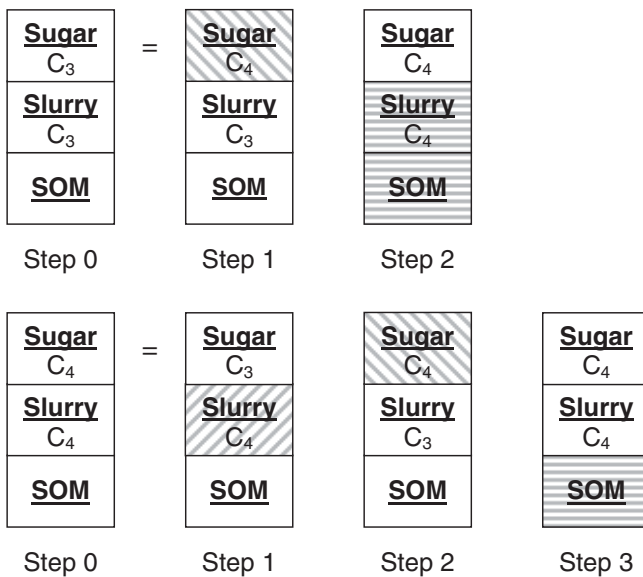 Sugar = Sugar Sugar
C₃ C₄ C₄
Slurry Slurry Slurry
C₃ C₃ C₄
SOM SOM SOM
Step 0 Step 1 Step 2
Sugar = Sugar Sugar Sugar
C₄ C₃ C₄ C₄
Slurry Slurry Slurry Slurry
C₄ C₄ C₃ C₄
SOM SOM SOM SOM
Step 0 Step 1 Step 2 Step 3